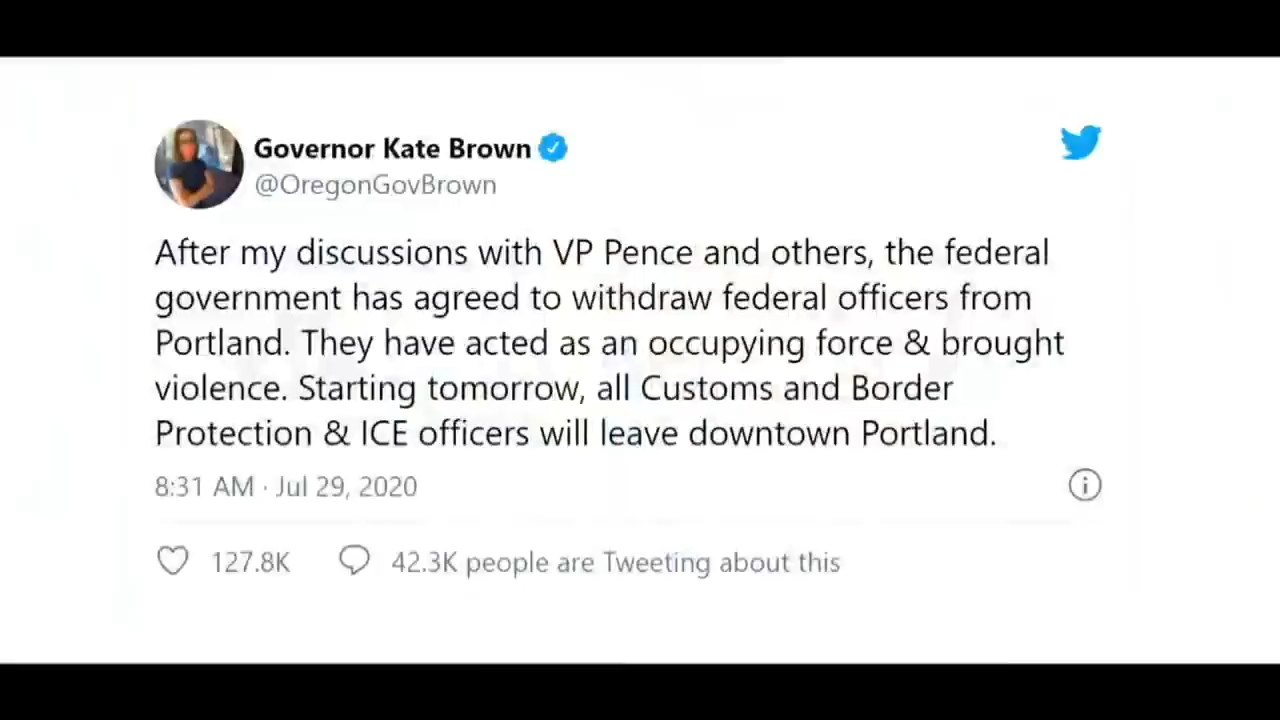 Governor Kate Brown
@OregonGovBrown
After my discussions with VP Pence and others, the federal
government has agreed to withdraw federal officers from
Portland. They have acted as an occupying force & brought
violence. Starting tomorrow, all Customs and Border
Protection & ICE officers will leave downtown Portland.
8:31 AM · Jul 29, 2020
127.8K 42.3K people are Tweeting about this